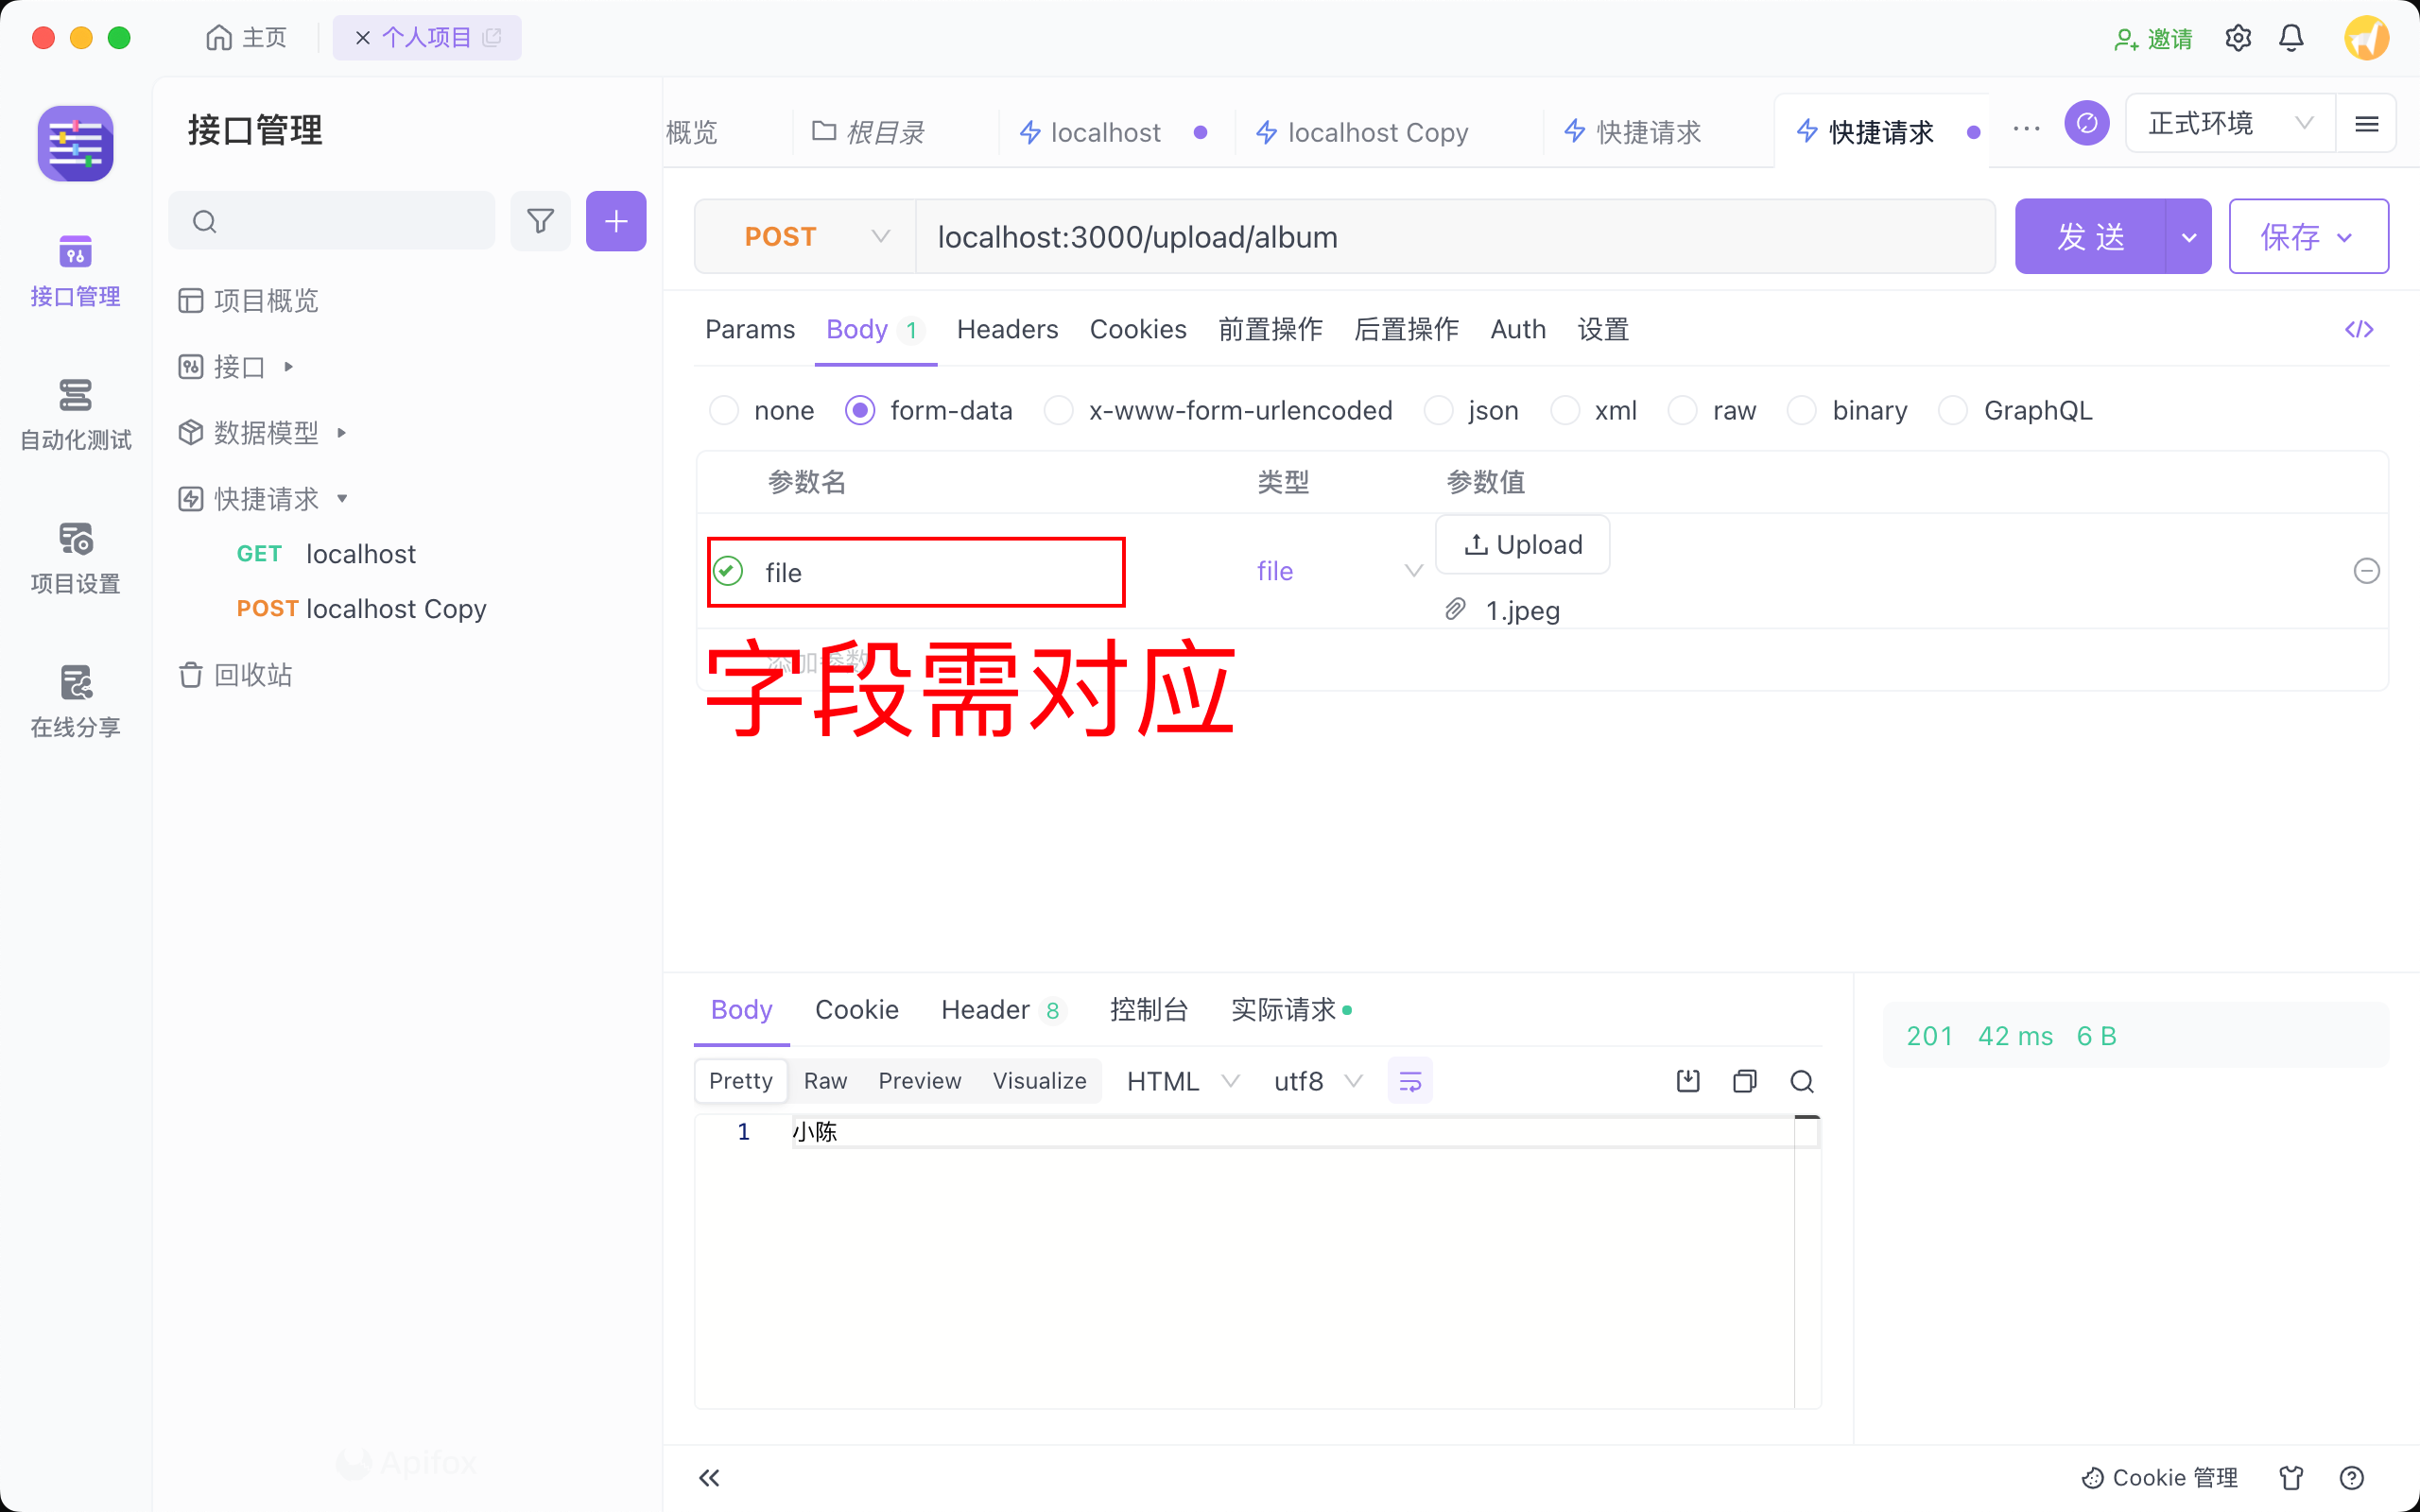 主页
个人项目
邀请
接口管理
自动化测试
项目设置
在线分享
接口管理
项目概览
接口
数据模型
快捷请求
GET localhost
POST localhost Copy
回收站
Apifox
概览
根目录
localhost
localhost Copy
快捷请求
快捷请求
正式环境
POST
localhost:3000/upload/album
发 送
保存
Params Body 1 Headers Cookies 前置操作 后置操作 Auth 设置
none form-data x-www-form-urlencoded json xml raw binary GraphQL
参数名 类型 参数值
file file Upload
1.jpeg
添加参数
字段需对应
Body Cookie Header 8 控制台 实际请求
201 42 ms 6 B
Pretty Raw Preview Visualize HTML utf8
1 小陈
Cookie 管理